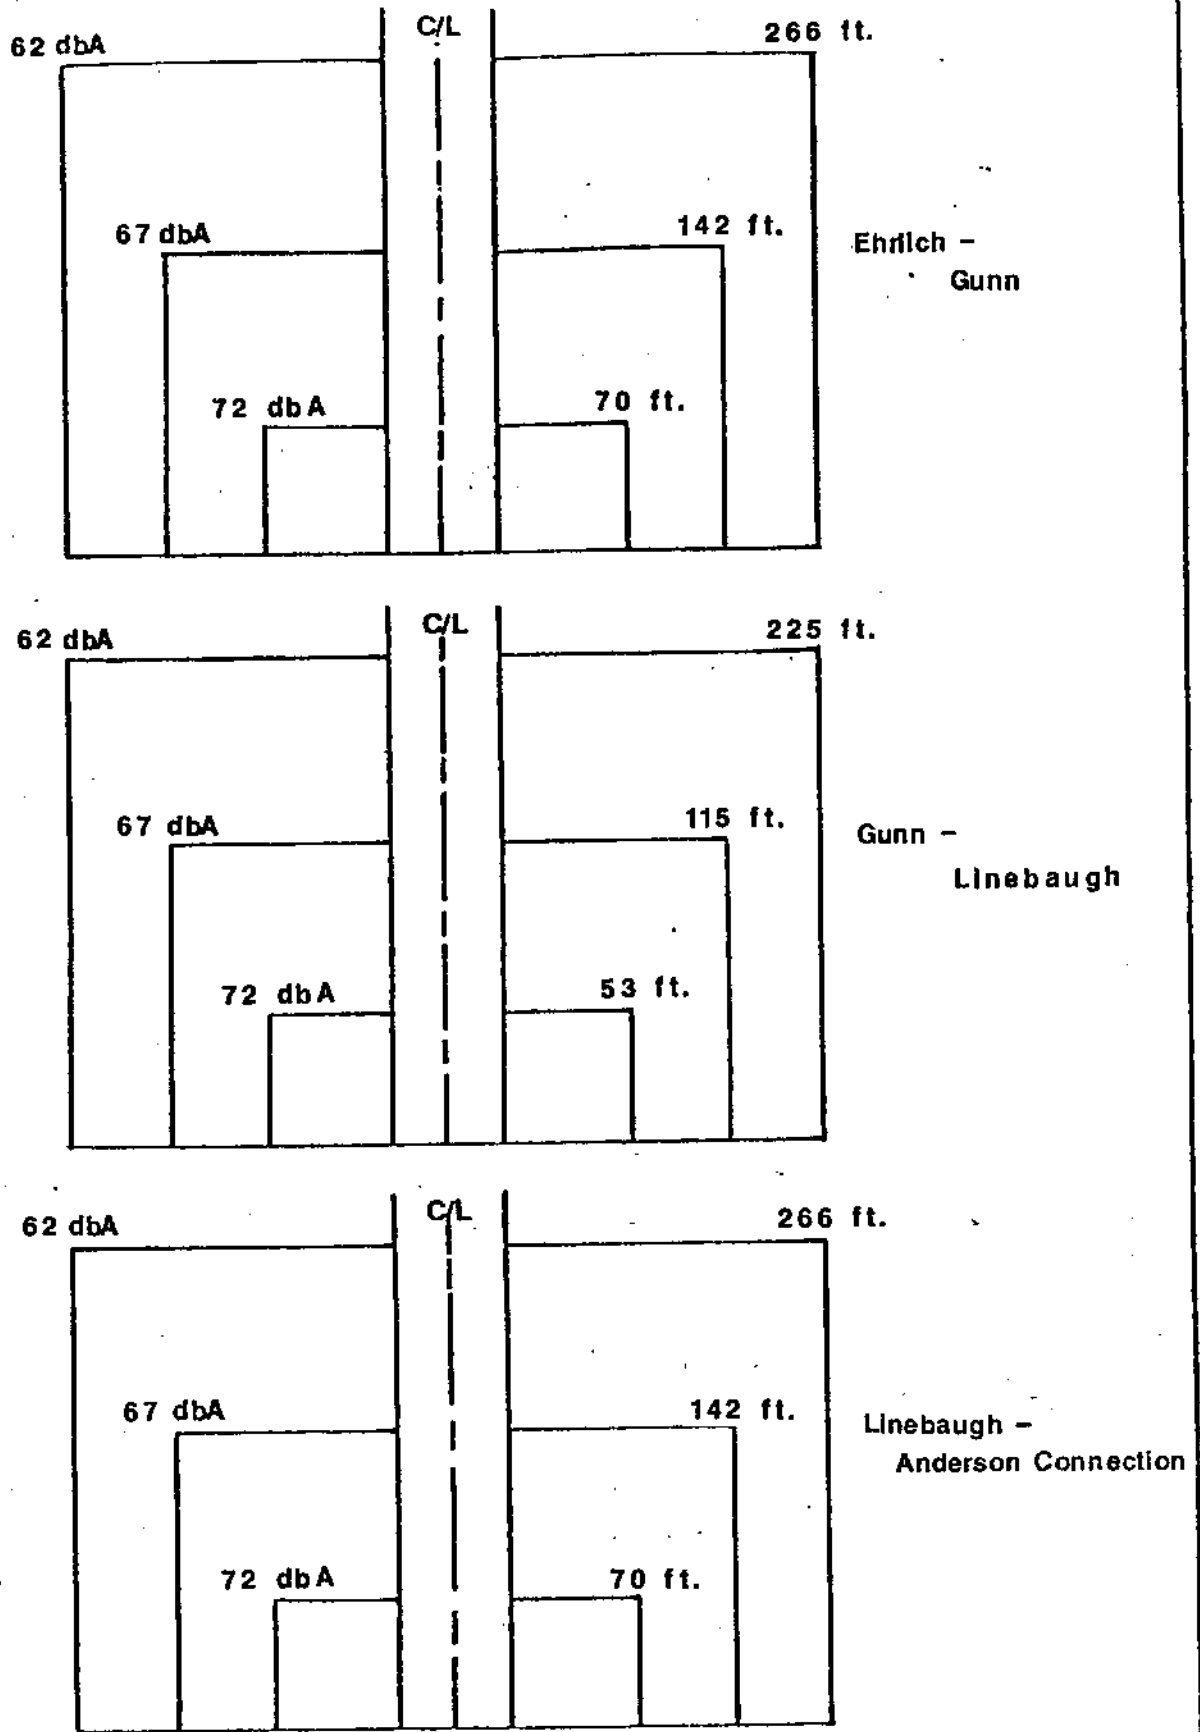 62 dbA
C/L
266 ft.
67 dbA
142 ft.
Ehrlich -
Gunn
72 dbA
70 ft.
62 dbA
C/L
225 ft.
67 dbA
115 ft.
Gunn -
Linebaugh
72 dbA
53 ft.
62 dbA
C/L
266 ft.
67 dbA
142 ft.
Linebaugh -
Anderson Connection
72 dbA
70 ft.